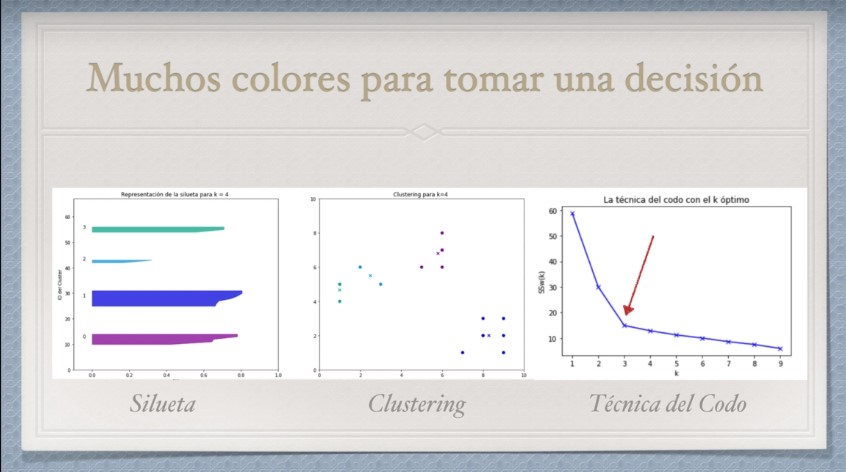 Muchos colores para tomar una decisión
Representación de la silueta para k = 4
ID del Cluster
60
50
40
30
20
10
0
3
2
1
0
0.0 0.2 0.4 0.6 0.8 1.0
Clustering para k=4
10
8
6
4
2
0
0 2 4 6 8 10
La técnica del codo con el k óptimo
SSw(k)
60
50
40
30
20
10
1 2 3 4 5 6 7 8 9
k
Silueta
Clustering
Técnica del Codo